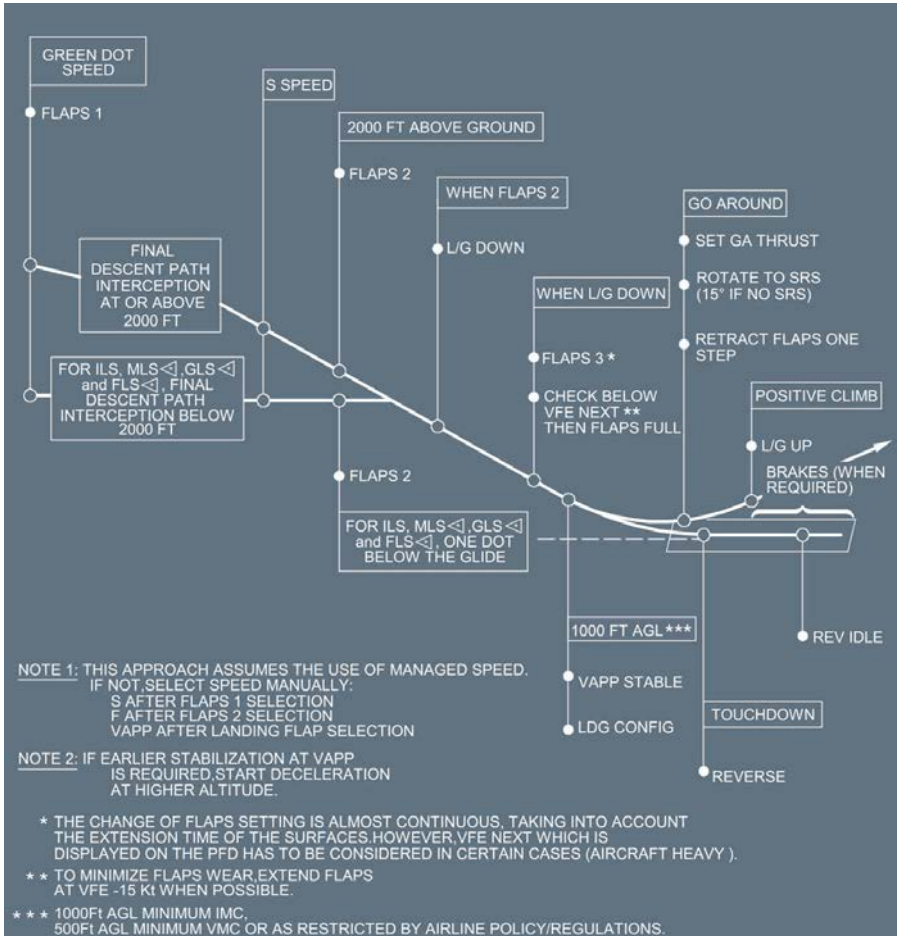 GREEN DOT
SPEED
FLAPS 1
S SPEED
2000 FT ABOVE GROUND
FLAPS 2
WHEN FLAPS 2
L/G DOWN
GO AROUND
SET GA THRUST
ROTATE TO SRS
(15° IF NO SRS)
RETRACT FLAPS ONE
STEP
FINAL
DESCENT PATH
INTERCEPTION
AT OR ABOVE
2000 FT
WHEN L/G DOWN
FLAPS 3 *
CHECK BELOW
VFE NEXT **
THEN FLAPS FULL
FOR ILS, MLS◁,GLS◁
and FLS◁, FINAL
DESCENT PATH
INTERCEPTION BELOW
2000 FT
POSITIVE CLIMB
L/G UP
BRAKES (WHEN
REQUIRED)
FLAPS 2
FOR ILS, MLS◁,GLS◁
and FLS◁, ONE DOT
BELOW THE GLIDE
1000 FT AGL ***
VAPP STABLE
LDG CONFIG
REV IDLE
TOUCHDOWN
REVERSE
NOTE 1: THIS APPROACH ASSUMES THE USE OF MANAGED SPEED.
IF NOT,SELECT SPEED MANUALLY:
S AFTER FLAPS 1 SELECTION
F AFTER FLAPS 2 SELECTION
VAPP AFTER LANDING FLAP SELECTION
NOTE 2: IF EARLIER STABILIZATION AT VAPP
IS REQUIRED,START DECELERATION
AT HIGHER ALTITUDE.
* THE CHANGE OF FLAPS SETTING IS ALMOST CONTINUOUS, TAKING INTO ACCOUNT
THE EXTENSION TIME OF THE SURFACES.HOWEVER,VFE NEXT WHICH IS
DISPLAYED ON THE PFD HAS TO BE CONSIDERED IN CERTAIN CASES (AIRCRAFT HEAVY ).
* * TO MINIMIZE FLAPS WEAR,EXTEND FLAPS
AT VFE -15 Kt WHEN POSSIBLE.
* * * 1000Ft AGL MINIMUM IMC,
500Ft AGL MINIMUM VMC OR AS RESTRICTED BY AIRLINE POLICY/REGULATIONS.